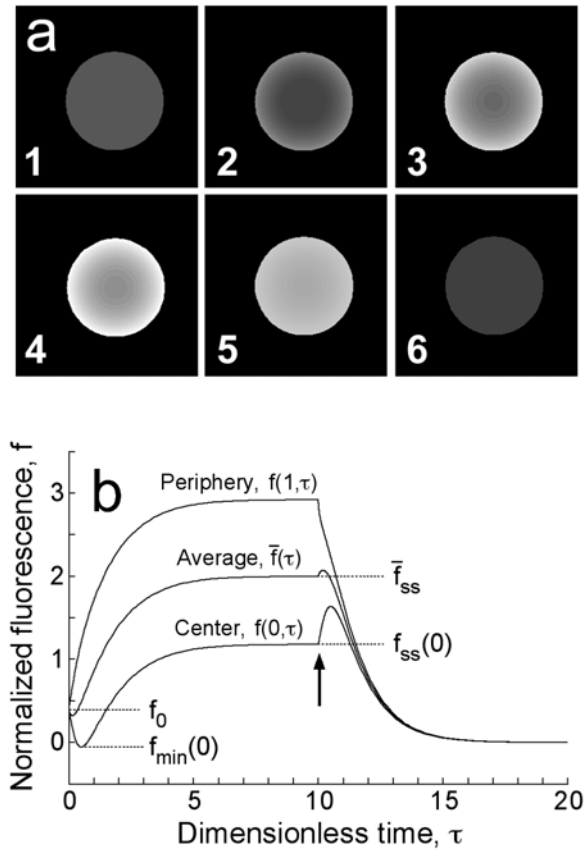 a
1
2
3
4
5
6
b
Normalized fluorescence, f
3
2
1
0
Periphery, f(1,τ)
Average, f̄(τ)
Center, f(0,τ)
f̄ss
fss(0)
f0
fmin(0)
0
5
10
15
20
Dimensionless time, τ